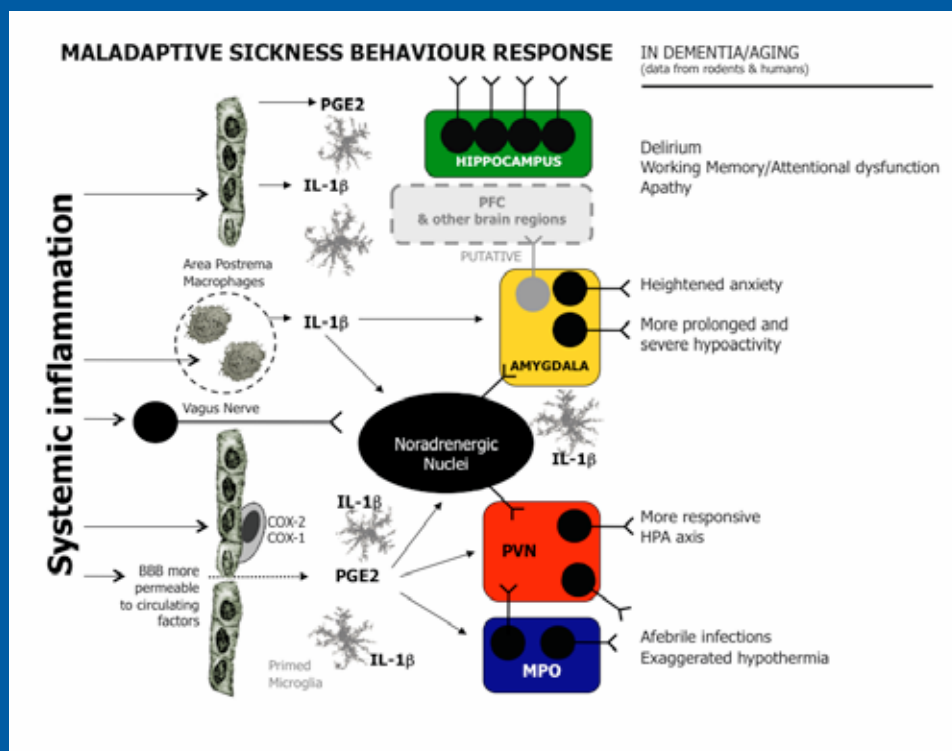 MALADAPTIVE SICKNESS BEHAVIOUR RESPONSE
IN DEMENTIA/AGING
(data from rodents & humans)
Systemic inflammation
PGE2
IL-1β
HIPPOCAMPUS
Delirium
Working Memory/Attentional dysfunction
Apathy
PFC
& other brain regions
PUTATIVE
Area Postrema
Macrophages
IL-1β
AMYGDALA
Heightened anxiety
More prolonged and
severe hypoactivity
Vagus Nerve
Noradrenergic
Nuclei
IL-1β
COX-2
COX-1
IL-1β
PGE2
BBB more
permeable
to circulating
factors
PVN
More responsive
HPA axis
Primed
Microglia
IL-1β
MPO
Afebrile infections
Exaggerated hypothermia